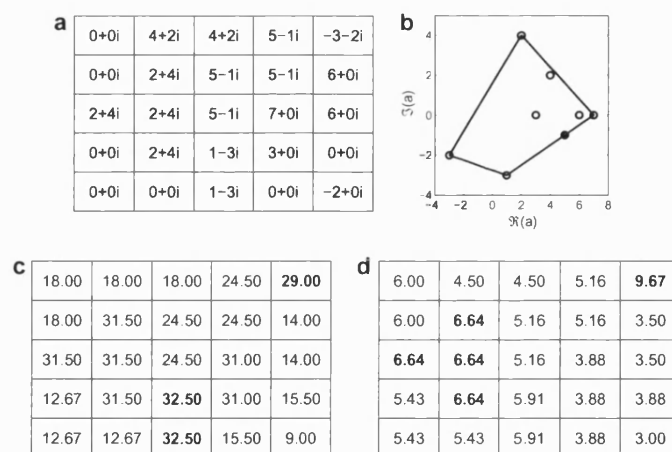 a
0+0i 4+2i 4+2i 5−1i −3−2i
0+0i 2+4i 5−1i 5−1i 6+0i
2+4i 2+4i 5−1i 7+0i 6+0i
0+0i 2+4i 1−3i 3+0i 0+0i
0+0i 0+0i 1−3i 0+0i −2+0i
b
ℑ(a)
4
2
0
−2
−4
−4 −2 0 2 4 6 8
ℜ(a)
c
18.00 18.00 18.00 24.50 29.00
18.00 31.50 24.50 24.50 14.00
31.50 31.50 24.50 31.00 14.00
12.67 31.50 32.50 31.00 15.50
12.67 12.67 32.50 15.50 9.00
d
6.00 4.50 4.50 5.16 9.67
6.00 6.64 5.16 5.16 3.50
6.64 6.64 5.16 3.88 3.50
5.43 6.64 5.91 3.88 3.88
5.43 5.43 5.91 3.88 3.00